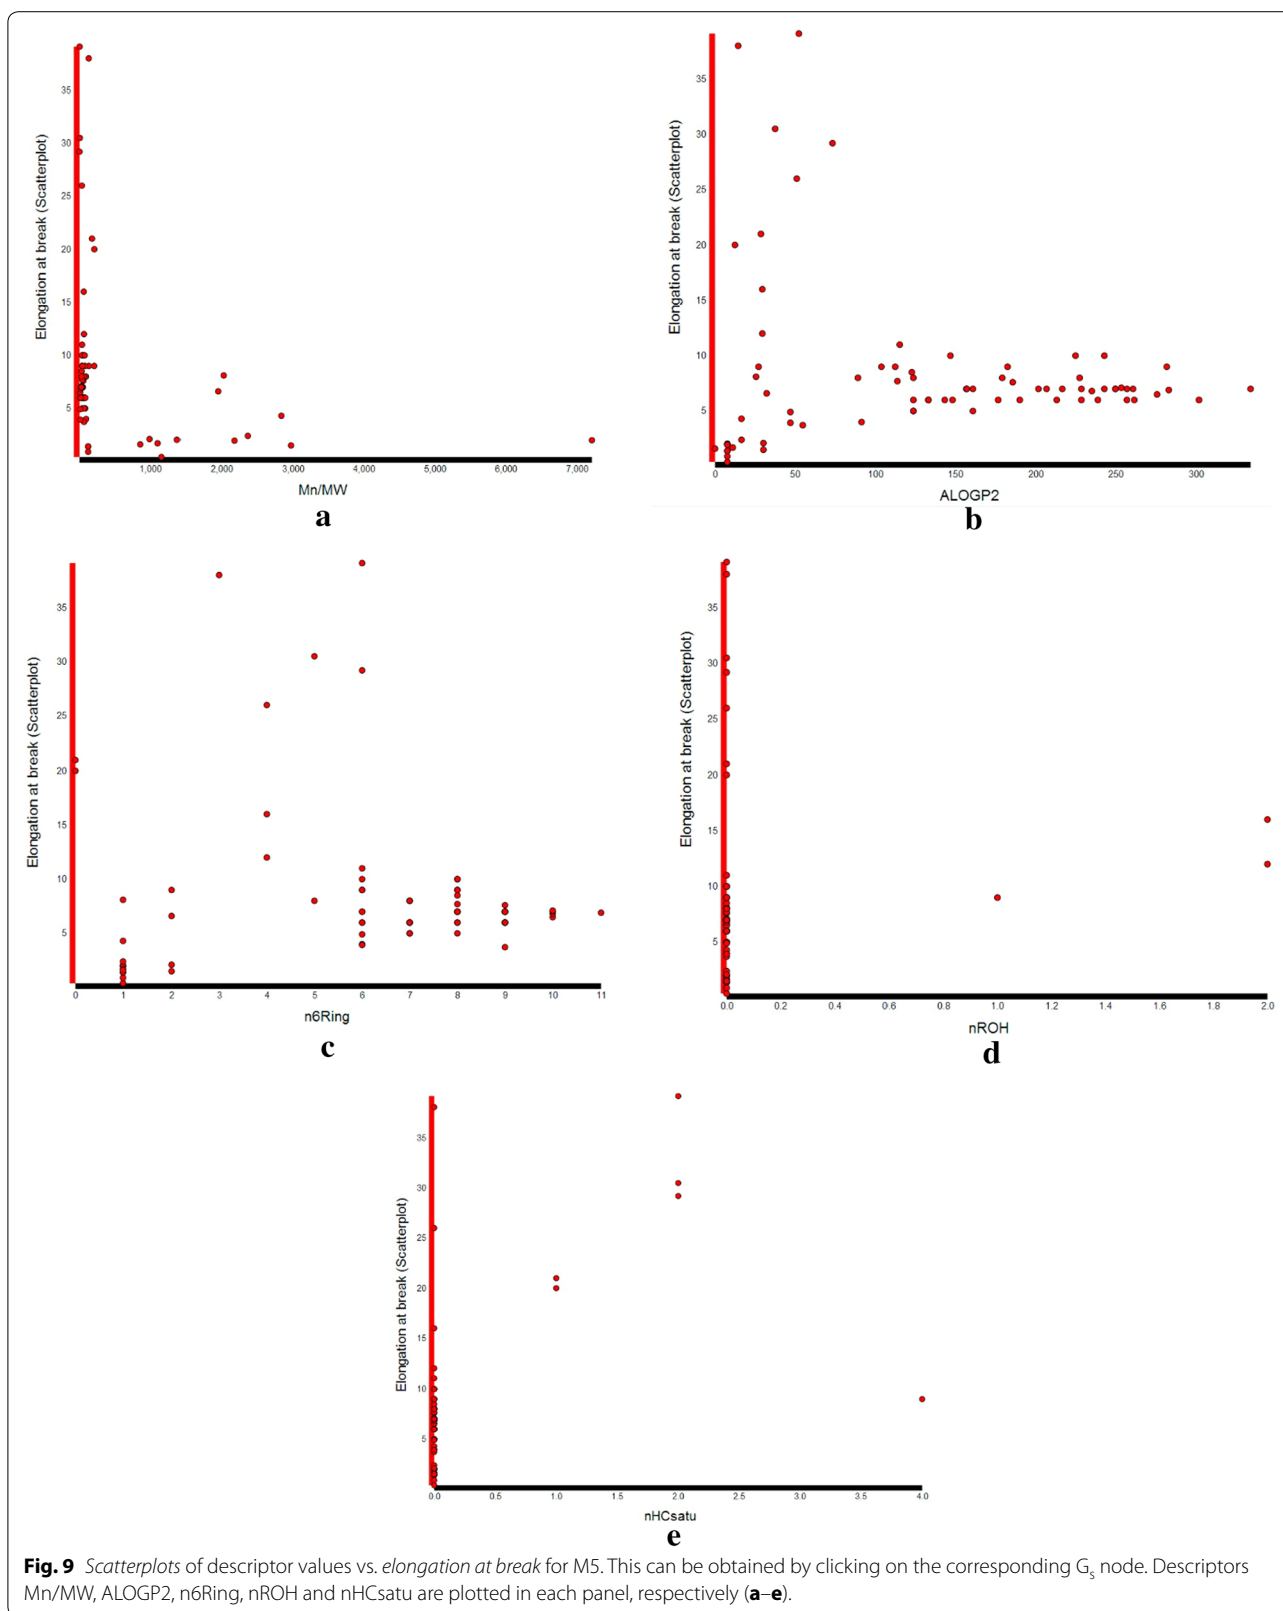 35
30
25
20
15
10
5
Elongation at break (Scatterplot)
1,000 2,000 3,000 4,000 5,000 6,000 7,000
Mn/MW
a
35
30
25
20
15
10
5
Elongation at break (Scatterplot)
0 50 100 150 200 250 300
ALOGP2
b
35
30
25
20
15
10
5
Elongation at break (Scatterplot)
0 1 2 3 4 5 6 7 8 9 10 11
n6Ring
c
35
30
25
20
15
10
5
Elongation at break (Scatterplot)
0.0 0.2 0.4 0.6 0.8 1.0 1.2 1.4 1.6 1.8 2.0
nROH
d
35
30
25
20
15
10
5
Elongation at break (Scatterplot)
0.0 0.5 1.0 1.5 2.0 2.5 3.0 3.5 4.0
nHCsatu
e
Fig. 9 Scatterplots of descriptor values vs. elongation at break for M5. This can be obtained by clicking on the corresponding Gs node. Descriptors
Mn/MW, ALOGP2, n6Ring, nROH and nHCsatu are plotted in each panel, respectively (a–e).